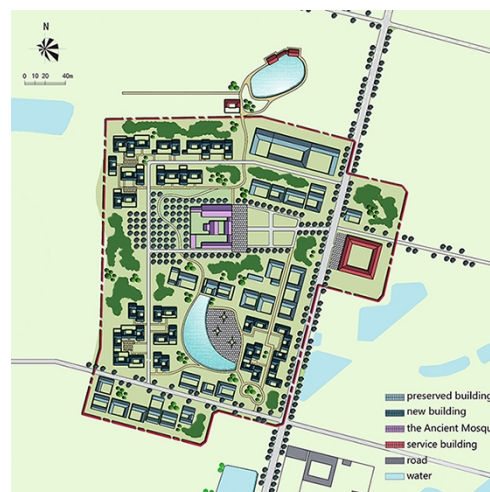 N
0 10 20 40m
preserved building
new building
the Ancient Mosqu
service building
road
water